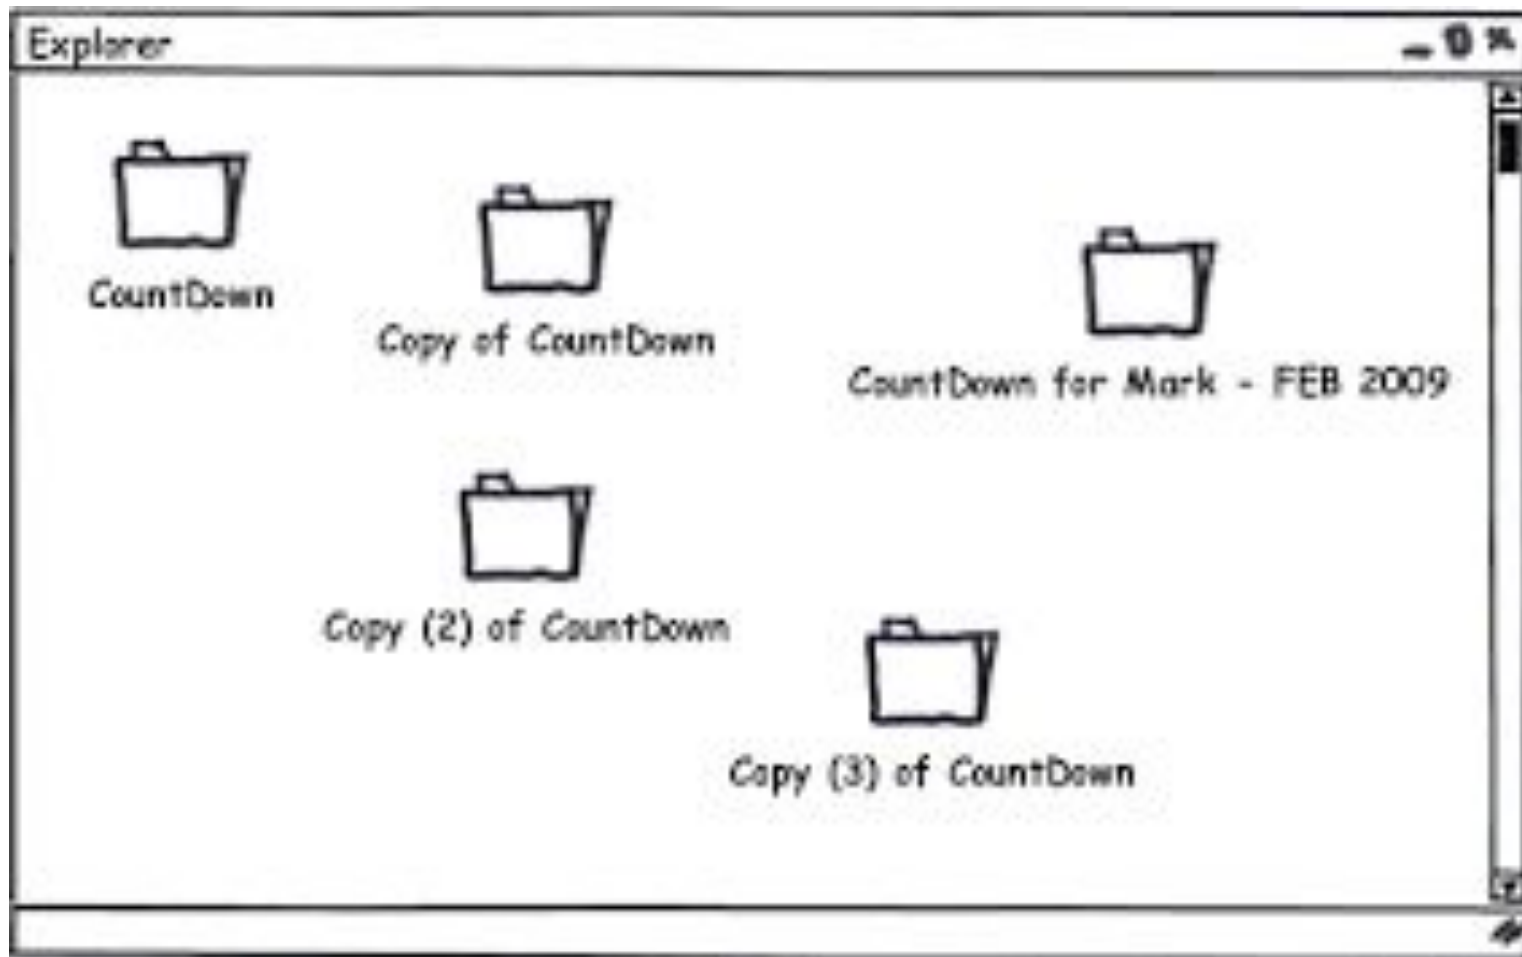 Explorer
CountDown
Copy of CountDown
CountDown for Mark - FEB 2009
Copy (2) of CountDown
Copy (3) of CountDown